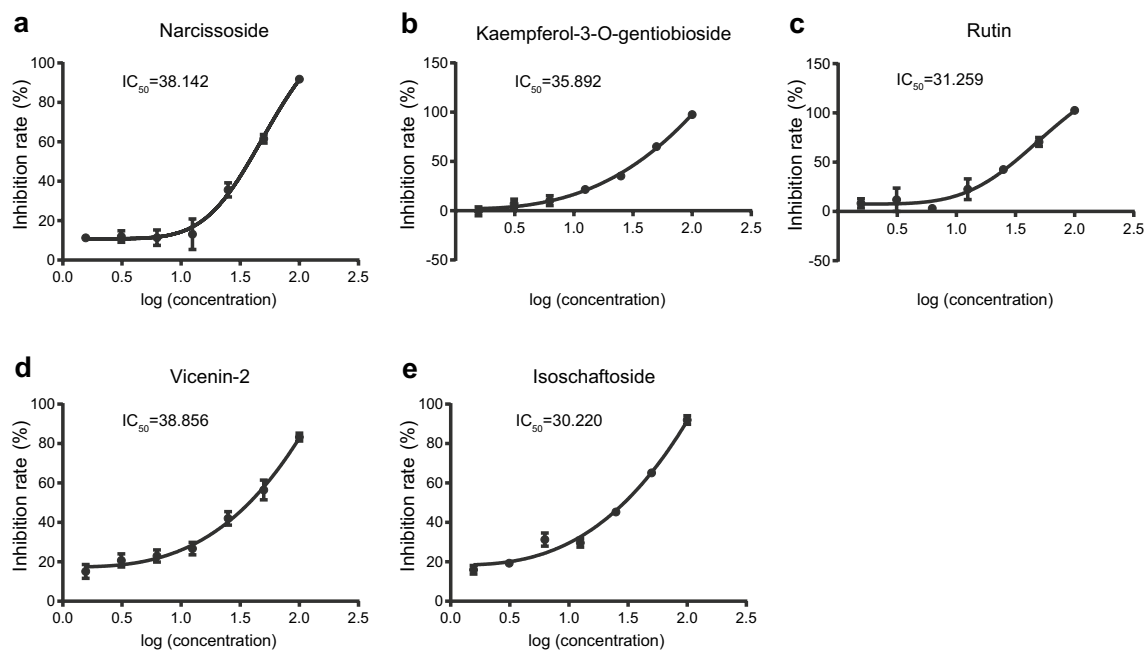 a
Narcissoside
IC50=38.142
Inhibition rate (%)
100
80
60
40
20
0
0.0 0.5 1.0 1.5 2.0 2.5
log (concentration)
b
Kaempferol-3-O-gentiobioside
IC50=35.892
Inhibition rate (%)
150
100
50
0
-50
0.5 1.0 1.5 2.0 2.5
log (concentration)
c
Rutin
IC50=31.259
Inhibition rate (%)
150
100
50
0
-50
0.5 1.0 1.5 2.0 2.5
log (concentration)
d
Vicenin-2
IC50=38.856
Inhibition rate (%)
100
80
60
40
20
0
0.0 0.5 1.0 1.5 2.0 2.5
log (concentration)
e
Isoschaftoside
IC50=30.220
Inhibition rate (%)
100
80
60
40
20
0
0.0 0.5 1.0 1.5 2.0 2.5
log (concentration)